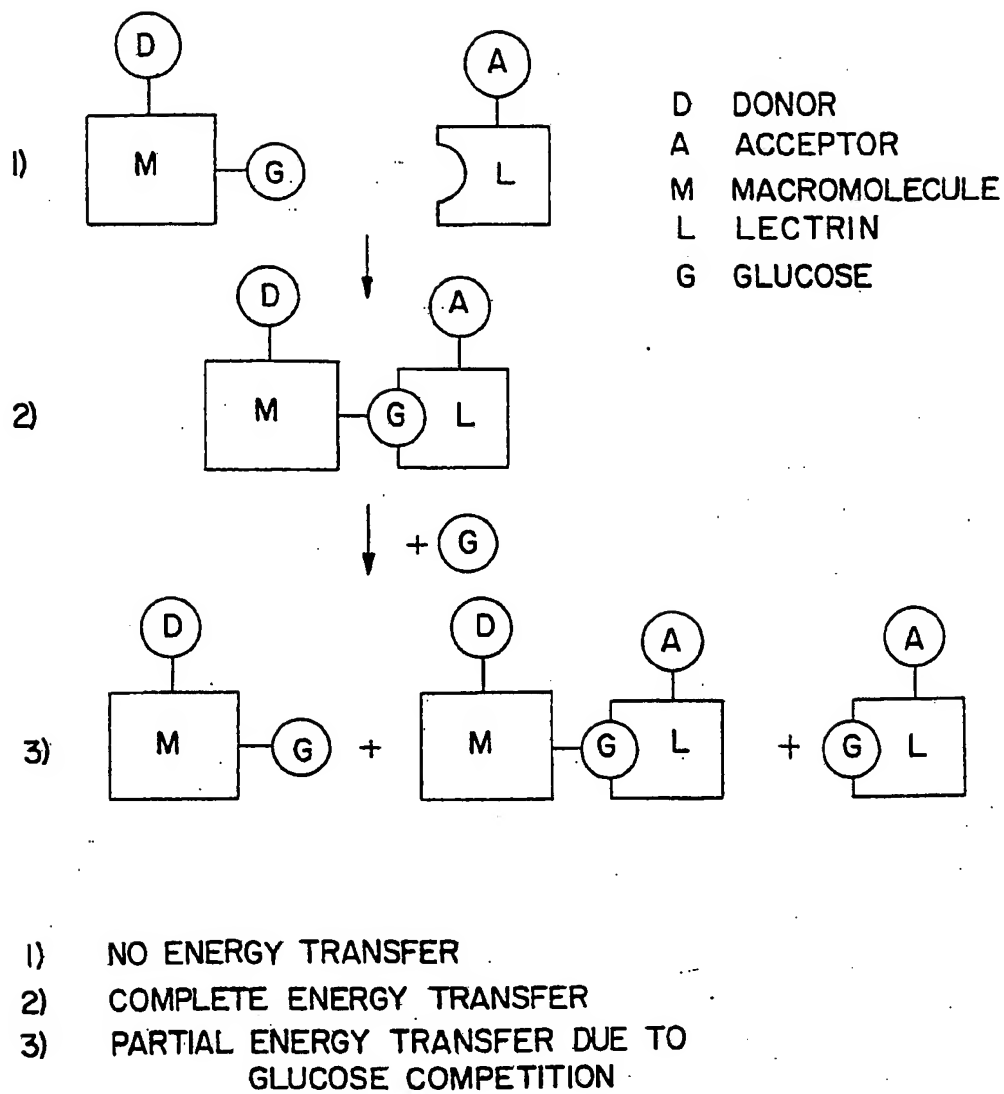 D A
D DONOR
A ACCEPTOR
1) M G L
M MACROMOLECULE
L LECTRIN
G GLUCOSE
D A
2) M G L
+ G
D D A A
3) M G + M G L + G L
1) NO ENERGY TRANSFER
2) COMPLETE ENERGY TRANSFER
3) PARTIAL ENERGY TRANSFER DUE TO
GLUCOSE COMPETITION